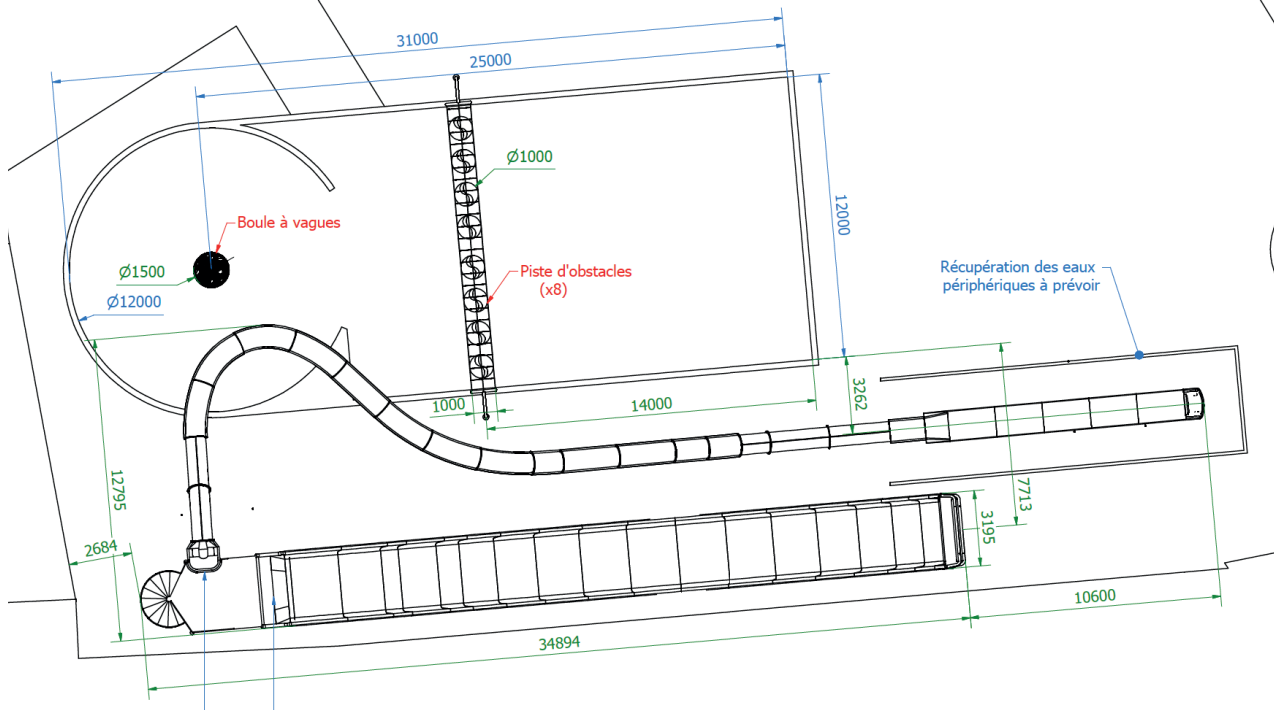 31000
25000
Ø1000
12000
Boule à vagues
Ø1500
Ø12000
Piste d'obstacles
(x8)
Récupération des eaux
périphériques à prévoir
1000
14000
3262
12795
7713
3195
2684
10600
34894